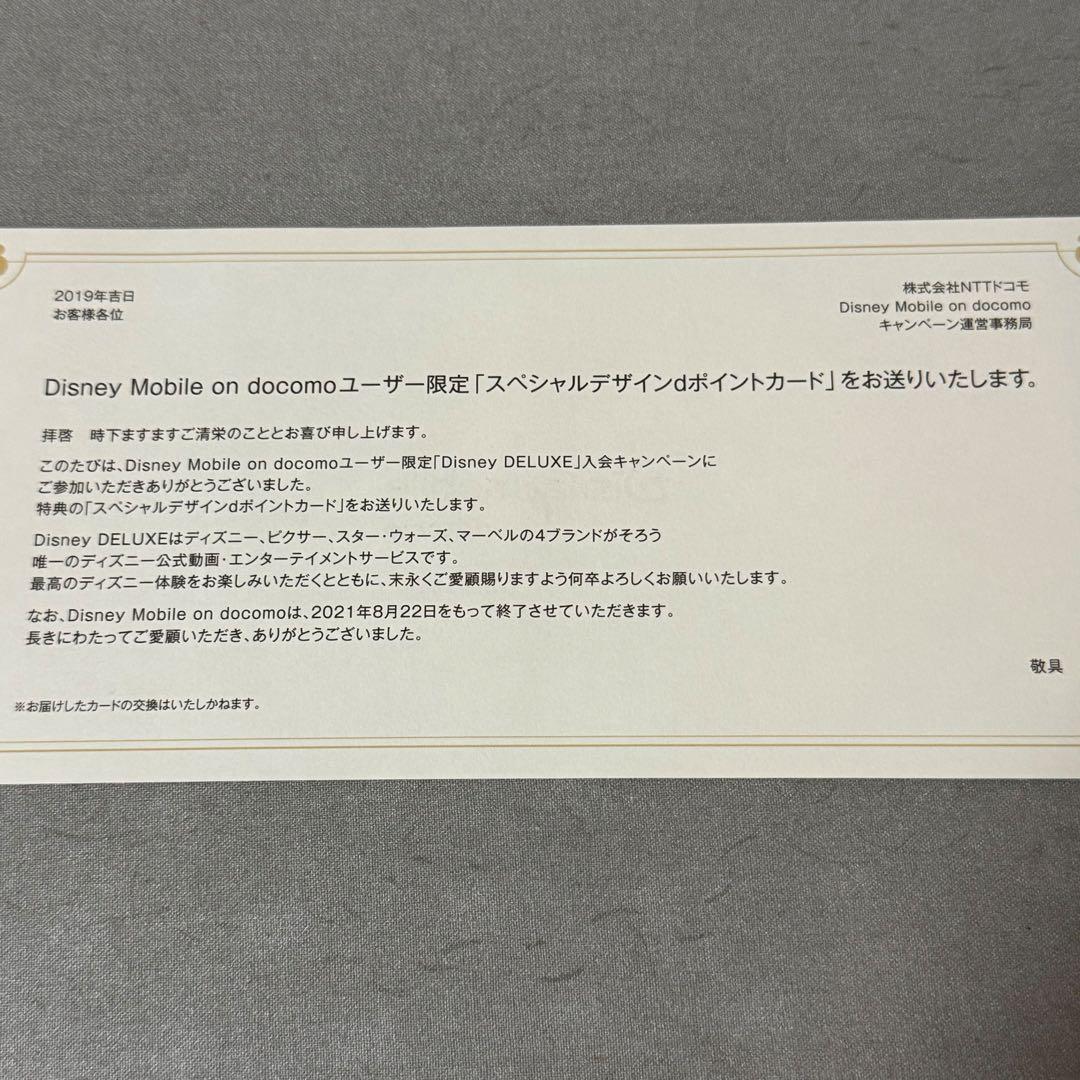 2019年吉日
お客様各位
株式会社NTTドコモ
Disney Mobile on docomo
キャンペーン運営事務局
Disney Mobile on docomoユーザー限定「スペシャルデザインdポイントカード」をお送りいたします。
拝啓　時下ますますご清栄のこととお喜び申し上げます。
このたびは、Disney Mobile on docomoユーザー限定「Disney DELUXE」入会キャンペーンに
ご参加いただきありがとうございました。
特典の「スペシャルデザインdポイントカード」をお送りいたします。
Disney DELUXEはディズニー、ピクサー、スター・ウォーズ、マーベルの4ブランドがそろう
唯一のディズニー公式動画・エンターテイメントサービスです。
最高のディズニー体験をお楽しみいただくとともに、末永くご愛顧賜りますよう何卒よろしくお願いいたします。
なお、Disney Mobile on docomoは、2021年8月22日をもって終了させていただきます。
長きにわたってご愛顧いただき、ありがとうございました。
敬具
※お届けしたカードの交換はいたしかねます。